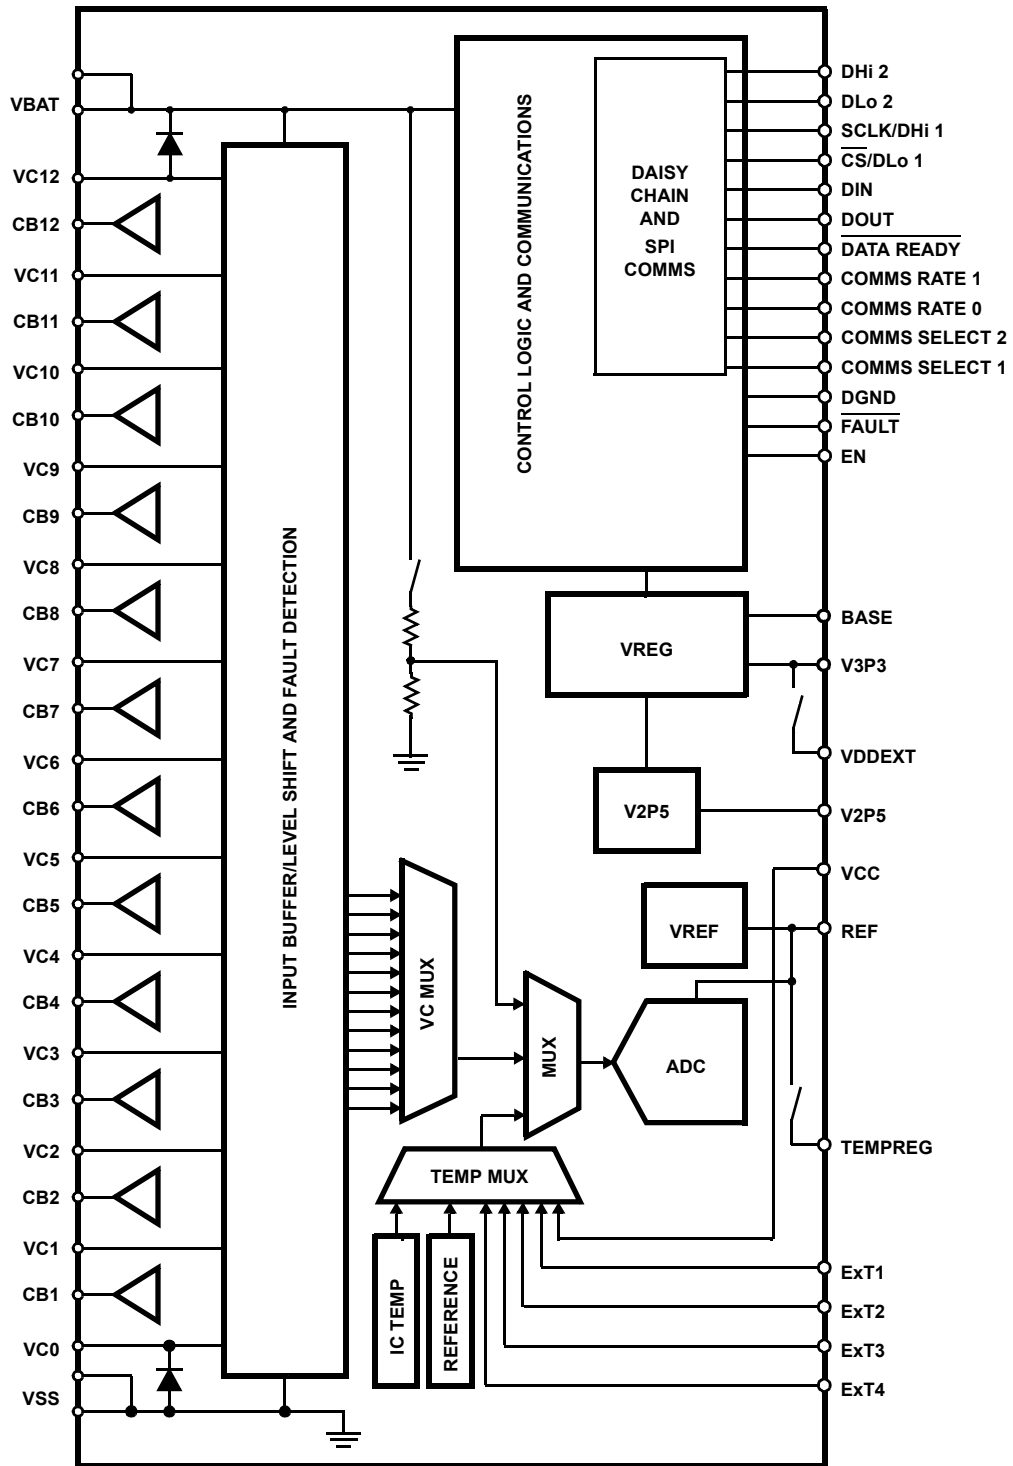 VBAT
VC12
CB12
VC11
CB11
VC10
CB10
VC9
CB9
VC8
CB8
VC7
CB7
VC6
CB6
VC5
CB5
VC4
CB4
VC3
CB3
VC2
CB2
VC1
CB1
VC0
VSS
INPUT BUFFER/LEVEL SHIFT AND FAULT DETECTION
CONTROL LOGIC AND COMMUNICATIONS
DAISY
CHAIN
AND
SPI
COMMS
DHi 2
DLo 2
SCLK/DHi 1
CS/DLo 1
DIN
DOUT
DATA READY
COMMS RATE 1
COMMS RATE 0
COMMS SELECT 2
COMMS SELECT 1
DGND
FAULT
EN
VREG
BASE
V3P3
VDDEXT
V2P5
V2P5
VCC
VREF
REF
VC MUX
MUX
ADC
TEMPREG
TEMP MUX
IC TEMP
REFERENCE
ExT1
ExT2
ExT3
ExT4